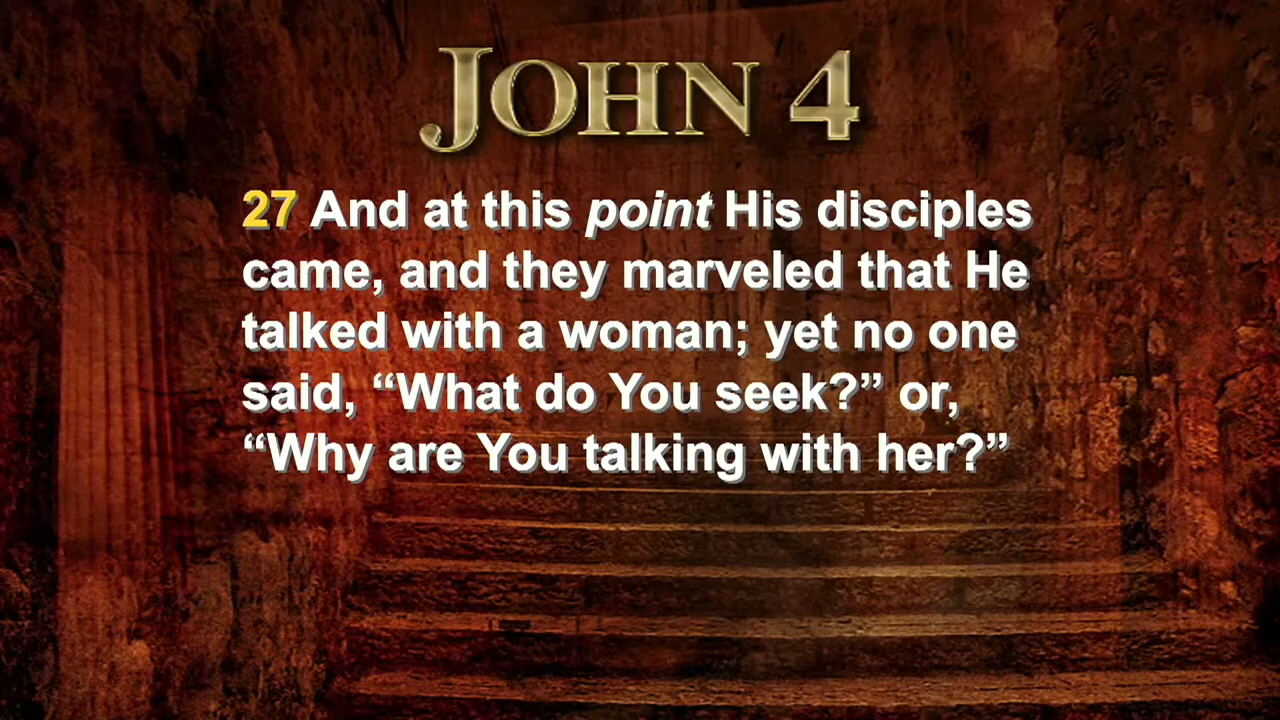 JOHN 4
27 And at this point His disciples
came, and they marveled that He
talked with a woman; yet no one
said, “What do You seek?” or,
“Why are You talking with her?”